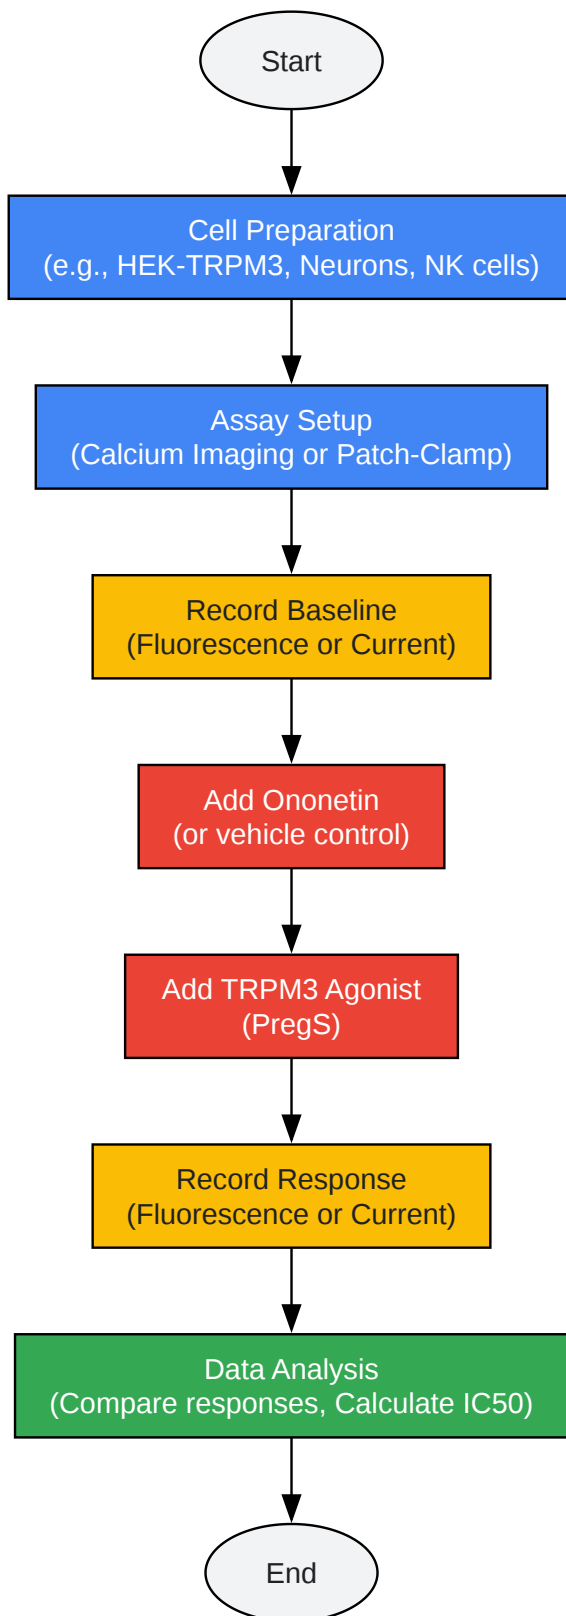 Start
Cell Preparation
(e.g., HEK-TRPM3, Neurons, NK cells)
Assay Setup
(Calcium Imaging or Patch-Clamp)
Record Baseline
(Fluorescence or Current)
Add Ononetin
(or vehicle control)
Add TRPM3 Agonist
(PregS)
Record Response
(Fluorescence or Current)
Data Analysis
(Compare responses, Calculate IC50)
End